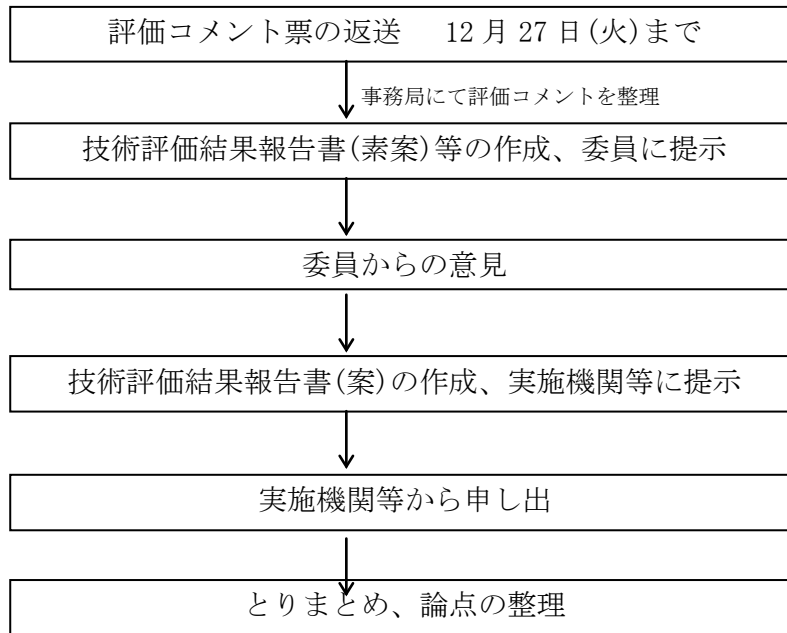 評価コメント票の返送　12 月 27 日(火)まで
事務局にて評価コメントを整理
技術評価結果報告書(素案)等の作成、委員に提示
委員からの意見
技術評価結果報告書(案)の作成、実施機関等に提示
実施機関等から申し出
とりまとめ、論点の整理